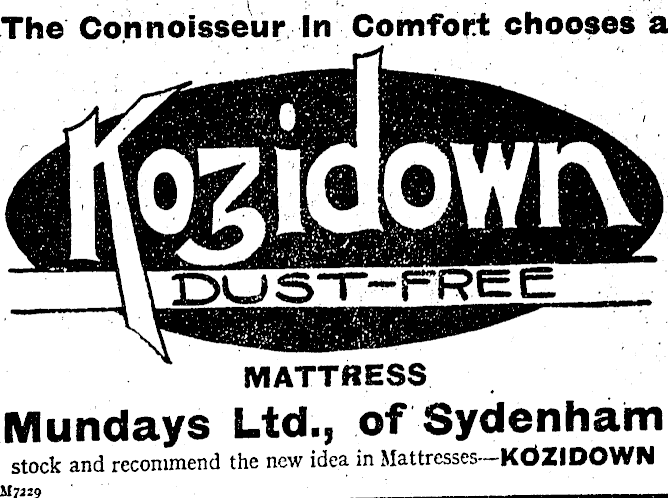 The Connoisseur In Comfort chooses a
Kozidown
DUST-FREE
MATTRESS
Mundays Ltd., of Sydenham
stock and recommend the new idea in Mattresses—KOZIDOWN
M7229